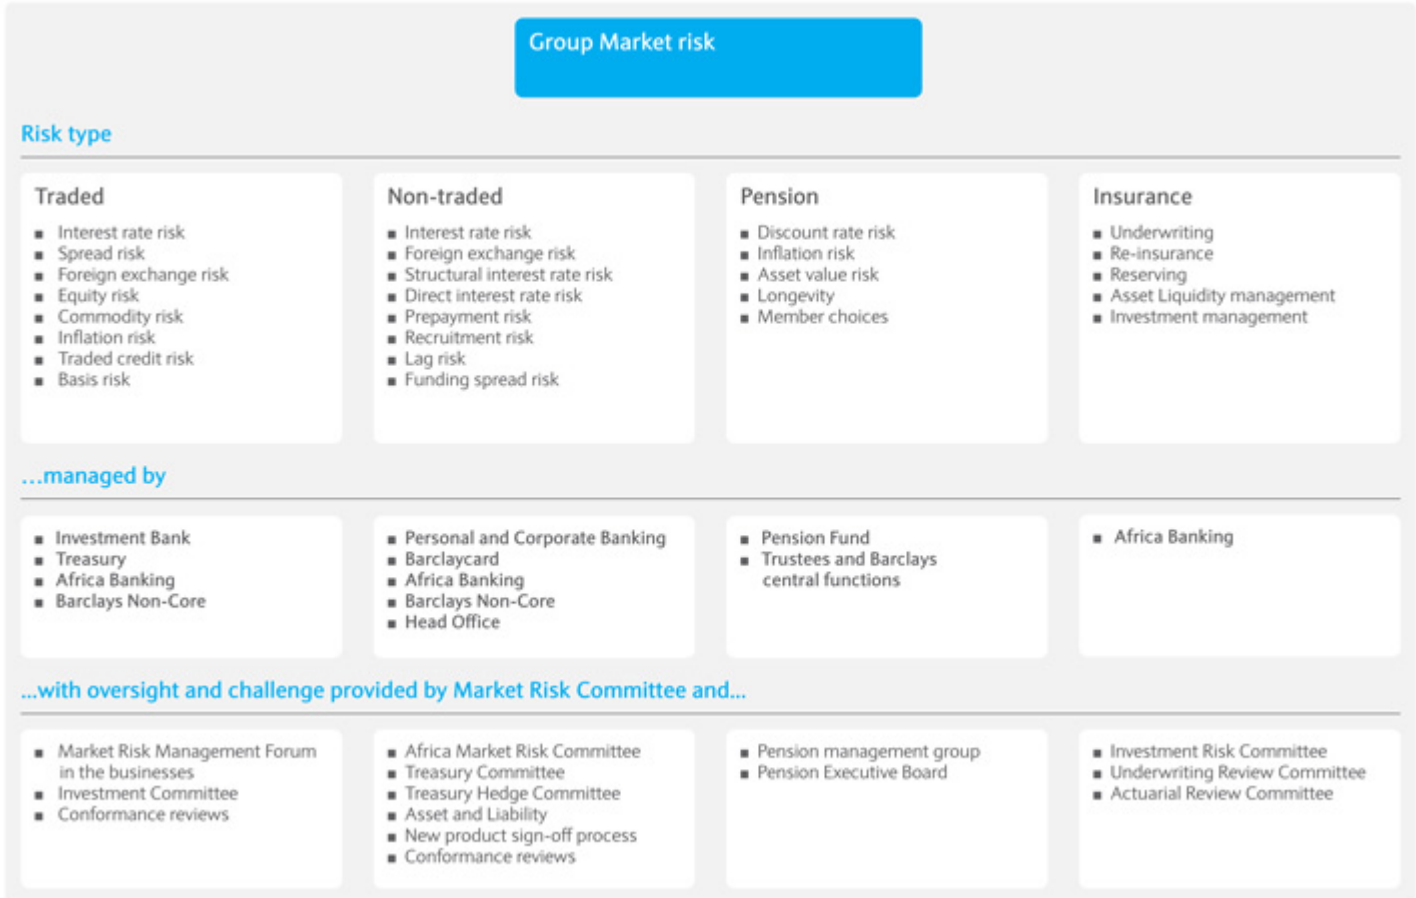 Group Market risk
Risk type
Traded
■ Interest rate risk
■ Spread risk
■ Foreign exchange risk
■ Equity risk
■ Commodity risk
■ Inflation risk
■ Traded credit risk
■ Basis risk
Non-traded
■ Interest rate risk
■ Foreign exchange risk
■ Structural interest rate risk
■ Direct interest rate risk
■ Prepayment risk
■ Recruitment risk
■ Lag risk
■ Funding spread risk
Pension
■ Discount rate risk
■ Inflation risk
■ Asset value risk
■ Longevity
■ Member choices
Insurance
■ Underwriting
■ Re-insurance
■ Reserving
■ Asset Liquidity management
■ Investment management
...managed by
■ Investment Bank
■ Treasury
■ Africa Banking
■ Barclays Non-Core
■ Personal and Corporate Banking
■ Barclaycard
■ Africa Banking
■ Barclays Non-Core
■ Head Office
■ Pension Fund
■ Trustees and Barclays
central functions
■ Africa Banking
...with oversight and challenge provided by Market Risk Committee and...
■ Market Risk Management Forum
in the businesses
■ Investment Committee
■ Conformance reviews
■ Africa Market Risk Committee
■ Treasury Committee
■ Treasury Hedge Committee
■ Asset and Liability
■ New product sign-off process
■ Conformance reviews
■ Pension management group
■ Pension Executive Board
■ Investment Risk Committee
■ Underwriting Review Committee
■ Actuarial Review Committee